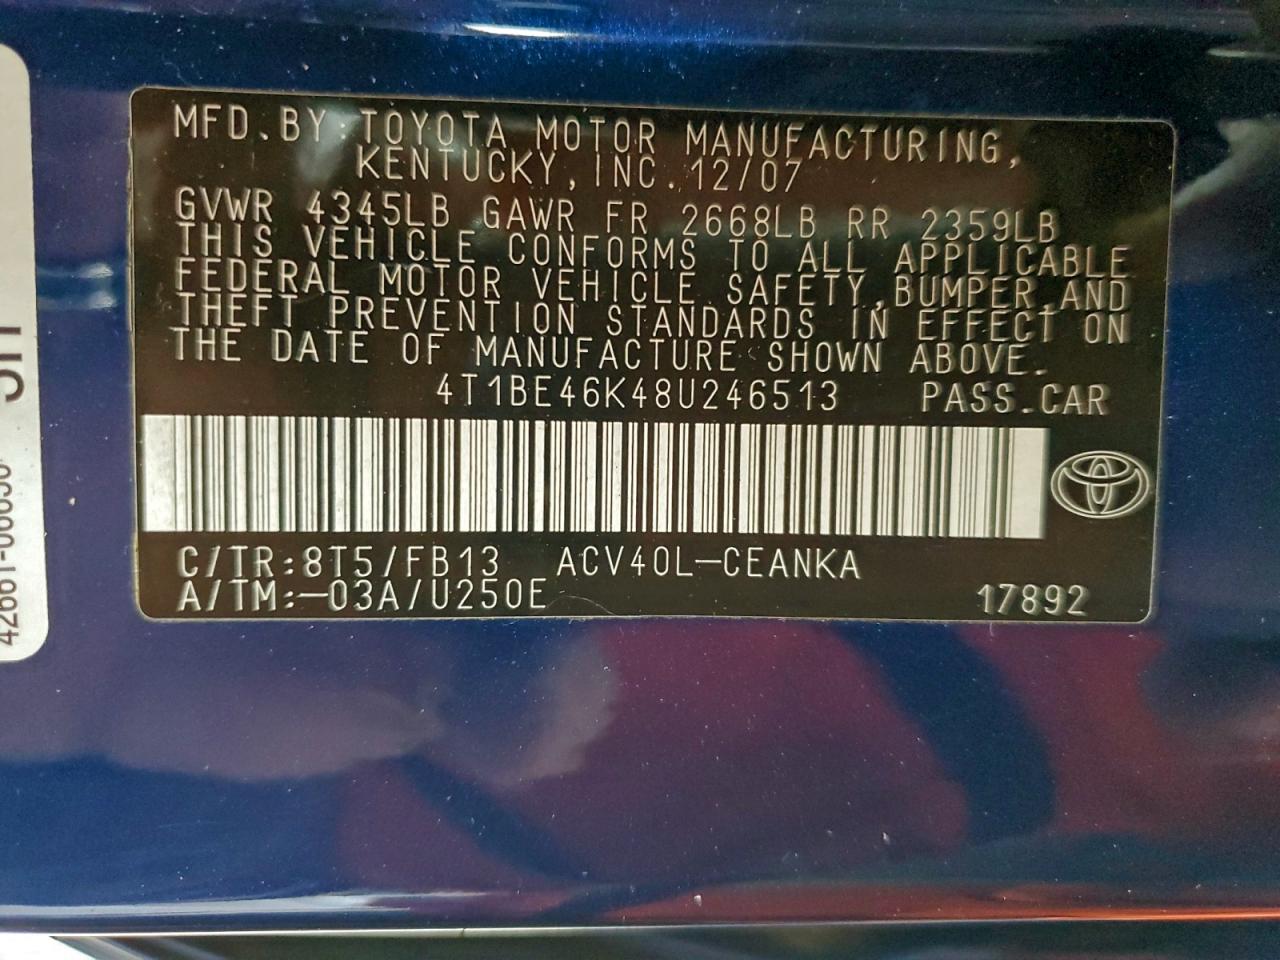 MFD.BY:TOYOTA MOTOR MANUFACTURING,
KENTUCKY,INC.12/07
GVWR 4345LB GAWR FR 2668LB RR 2359LB
THIS VEHICLE CONFORMS TO ALL APPLICABLE
FEDERAL MOTOR VEHICLE SAFETY,BUMPER,AND
THEFT PREVENTION STANDARDS IN EFFECT ON
THE DATE OF MANUFACTURE SHOWN ABOVE.
4T1BE46K48U246513 PASS.CAR
C/TR:8T5/FB13 ACV40L-CEANKA
A/TM:-03A/U250E 17892